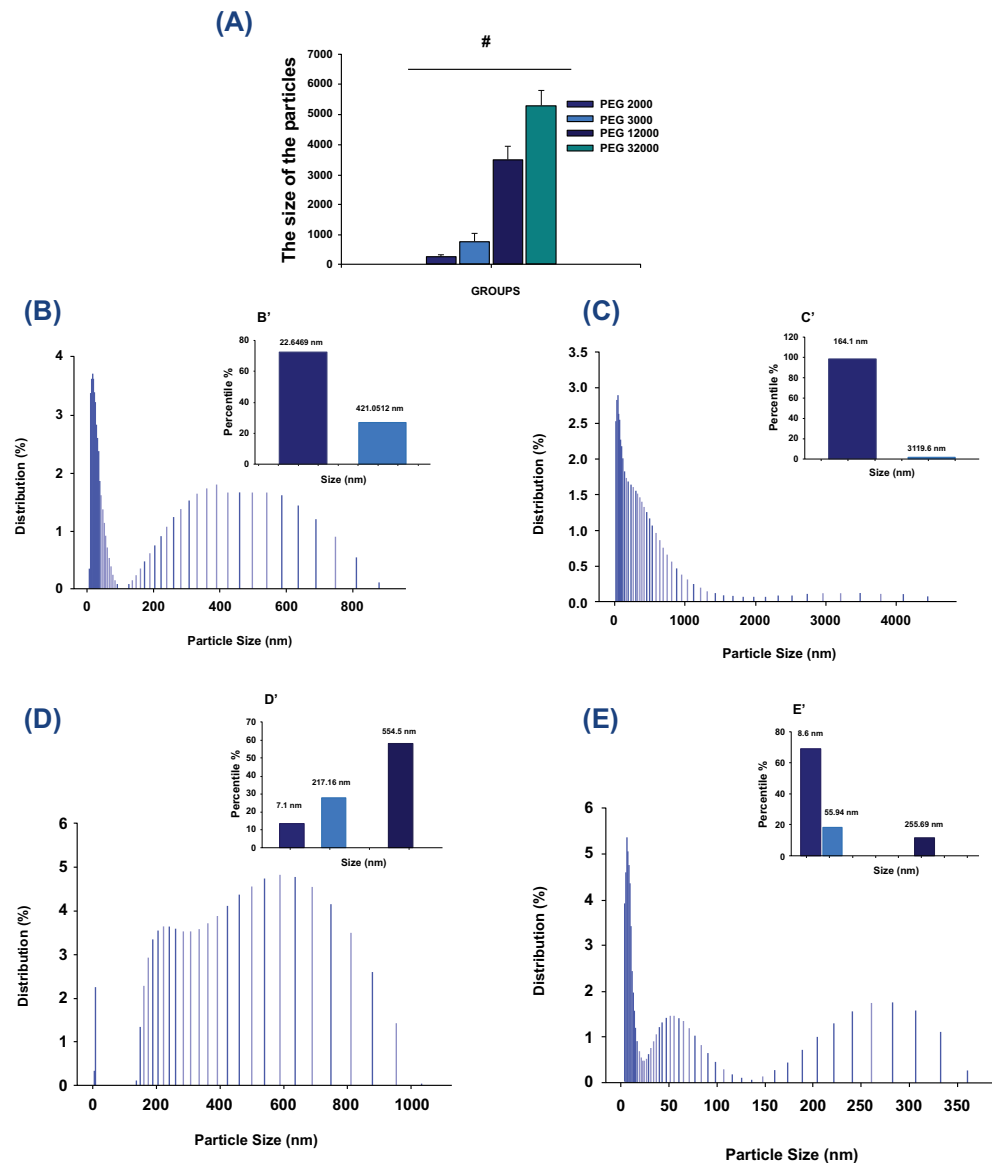 (A)
#
7000
6000
5000
4000
3000
2000
1000
0
The size of the particles
PEG 2000
PEG 3000
PEG 12000
PEG 32000
GROUPS
(B)
B’
80
60
40
20
0
Percentile %
22.6469 nm
421.0512 nm
Size (nm)
4
3
2
1
0
Distribution (%)
0 200 400 600 800
Particle Size (nm)
(C)
C’
120
100
80
60
40
20
0
Percentile %
164.1 nm
3119.6 nm
Size (nm)
3.5
3.0
2.5
2.0
1.5
1.0
0.5
0.0
Distribution (%)
0 1000 2000 3000 4000
Particle Size (nm)
(D)
D’
70
60
50
40
30
20
10
0
Percentile %
7.1 nm
217.16 nm
554.5 nm
Size (nm)
6
5
4
3
2
1
0
Distribution (%)
0 200 400 600 800 1000
Particle Size (nm)
(E)
E’
80
60
40
20
0
Percentile %
8.6 nm
55.94 nm
255.69 nm
Size (nm)
6
5
4
3
2
1
0
Distribution (%)
0 50 100 150 200 250 300 350
Particle Size (nm)